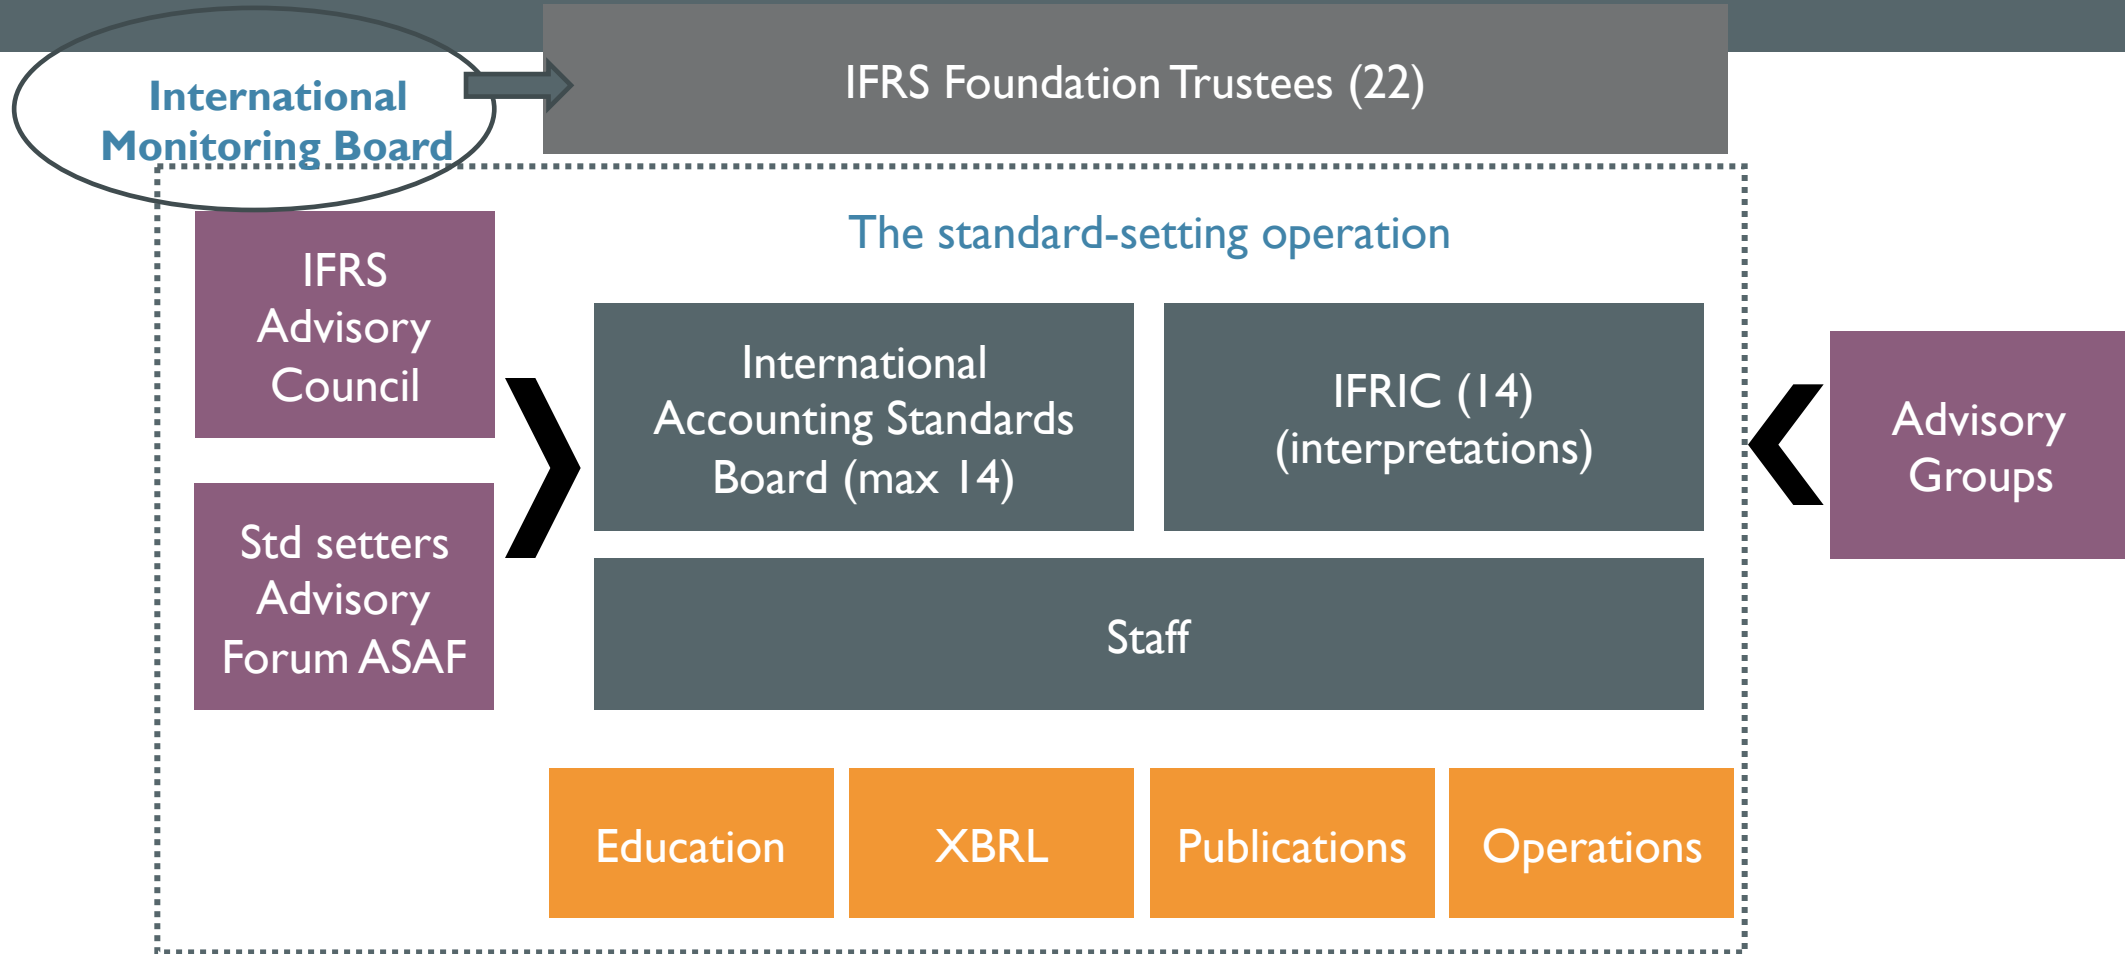 International
Monitoring Board
IFRS Foundation Trustees (22)
The standard-setting operation
IFRS
Advisory
Council
Std setters
Advisory
Forum ASAF
International
Accounting Standards
Board (max 14)
IFRIC (14)
(interpretations)
Staff
Advisory
Groups
Education
XBRL
Publications
Operations